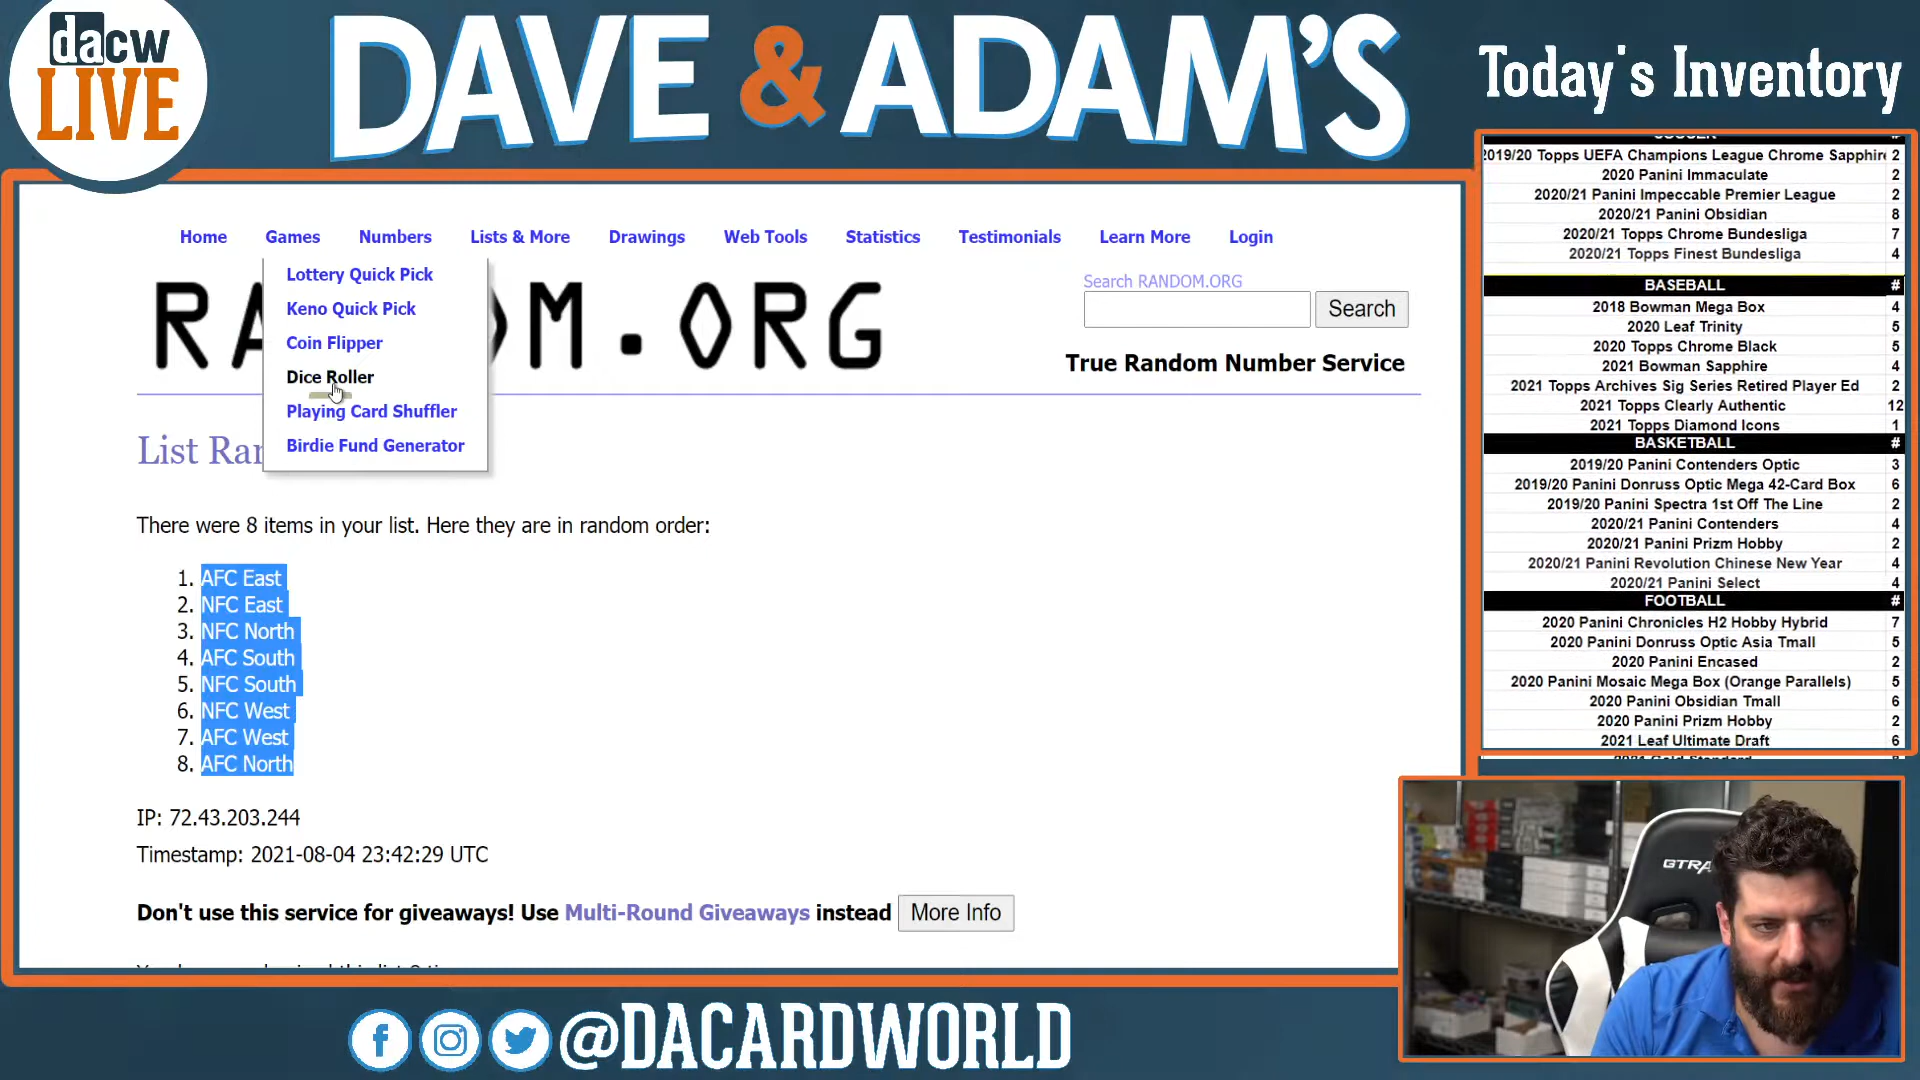 dacw
LIVE
DAVE & ADAM'S
Today's Inventory
Home Games Numbers Lists & More Drawings Web Tools Statistics Testimonials Learn More Login
Lottery Quick Pick
Keno Quick Pick
Coin Flipper
Dice Roller
Playing Card Shuffler
Birdie Fund Generator
M.ORG
Search RANDOM.ORG
Search
True Random Number Service
There were 8 items in your list. Here they are in random order:
1. AFC East
2. NFC East
3. NFC North
4. AFC South
5. NFC South
6. NFC West
7. AFC West
8. AFC North
IP: 72.43.203.244
Timestamp: 2021-08-04 23:42:29 UTC
Don't use this service for giveaways! Use Multi-Round Giveaways instead More Info
2019/20 Topps UEFA Champions League Chrome Sapphire 2
2020 Panini Immaculate 2
2020/21 Panini Impeccable Premier League 2
2020/21 Panini Obsidian 8
2020/21 Topps Chrome Bundesliga 7
2020/21 Topps Finest Bundesliga 4
BASEBALL #
2018 Bowman Mega Box 4
2020 Leaf Trinity 5
2020 Topps Chrome Black 5
2021 Bowman Sapphire 4
2021 Topps Archives Sig Series Retired Player Ed 2
2021 Topps Clearly Authentic 12
2021 Topps Diamond Icons 1
BASKETBALL #
2019/20 Panini Contenders Optic 3
2019/20 Panini Donruss Optic Mega 42-Card Box 6
2019/20 Panini Spectra 1st Off The Line 2
2020/21 Panini Contenders 4
2020/21 Panini Prizm Hobby 2
2020/21 Panini Revolution Chinese New Year 4
2020/21 Panini Select 4
FOOTBALL #
2020 Panini Chronicles H2 Hobby Hybrid 7
2020 Panini Donruss Optic Asia Tmall 5
2020 Panini Encased 2
2020 Panini Mosaic Mega Box (Orange Parallels) 5
2020 Panini Obsidian Tmall 6
2020 Panini Prizm Hobby 2
2021 Leaf Ultimate Draft 6
@DACARDWORLD